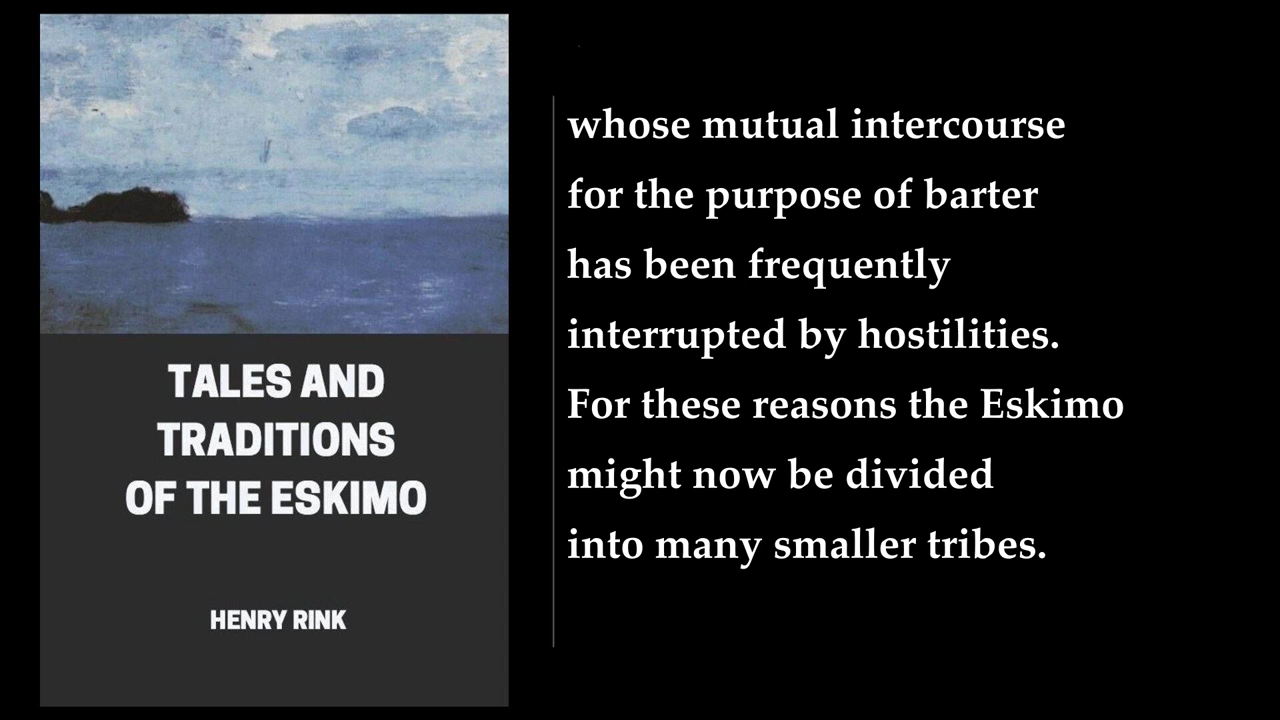 TALES AND
TRADITIONS
OF THE ESKIMO
HENRY RINK
whose mutual intercourse
for the purpose of barter
has been frequently
interrupted by hostilities.
For these reasons the Eskimo
might now be divided
into many smaller tribes.